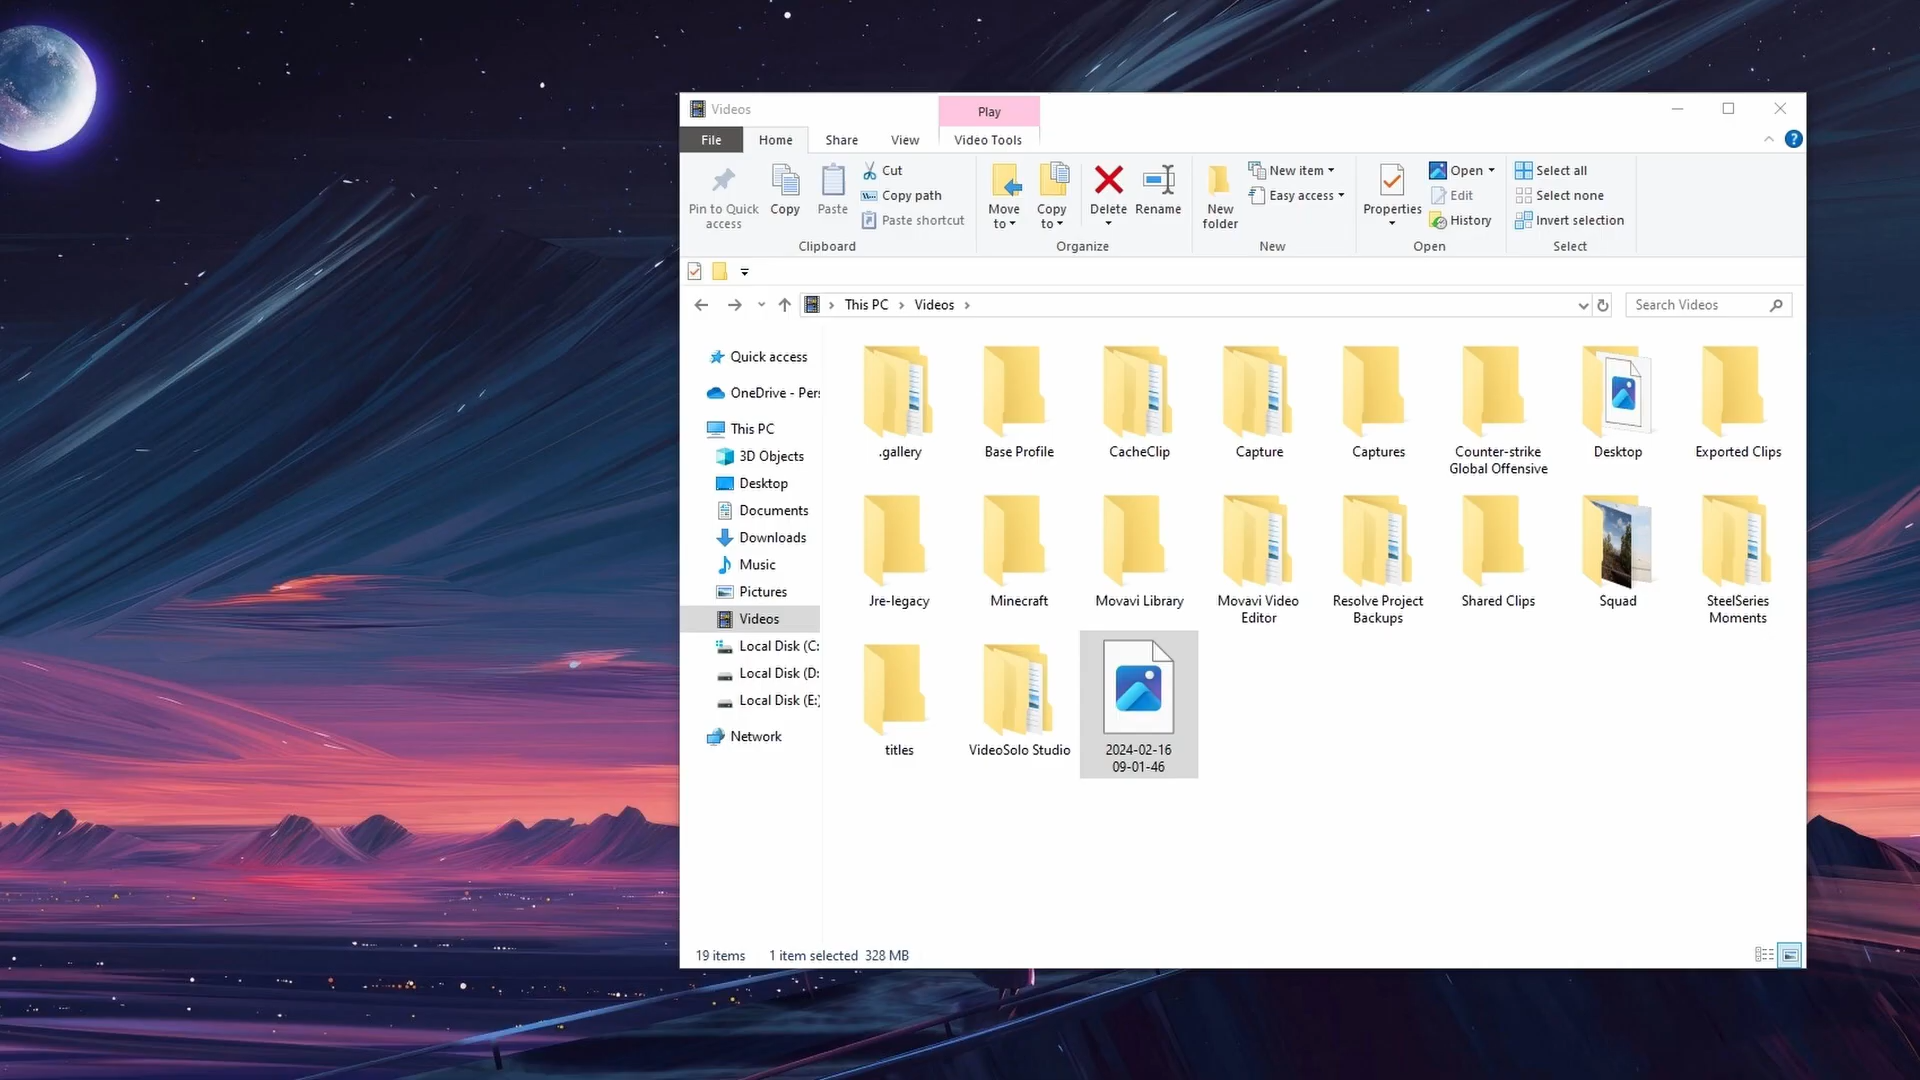 Videos
Play
File
Home
Share
View
Video Tools
Pin to Quick access
Copy
Paste
Cut
Copy path
Paste shortcut
Clipboard
Move to
Copy to
Delete
Rename
Organize
New folder
New item
Easy access
New
Properties
Open
Edit
History
Open
Select all
Select none
Invert selection
Select
This PC
Videos
Search Videos
Quick access
OneDrive - Pers
This PC
3D Objects
Desktop
Documents
Downloads
Music
Pictures
Videos
Local Disk (C:
Local Disk (D:
Local Disk (E:)
Network
.gallery
Base Profile
CacheClip
Capture
Captures
Counter-strike
Global Offensive
Desktop
Exported Clips
Jre-legacy
Minecraft
Movavi Library
Movavi Video
Editor
Resolve Project
Backups
Shared Clips
Squad
SteelSeries
Moments
titles
VideoSolo Studio
2024-02-16
09-01-46
19 items
1 item selected 328 MB